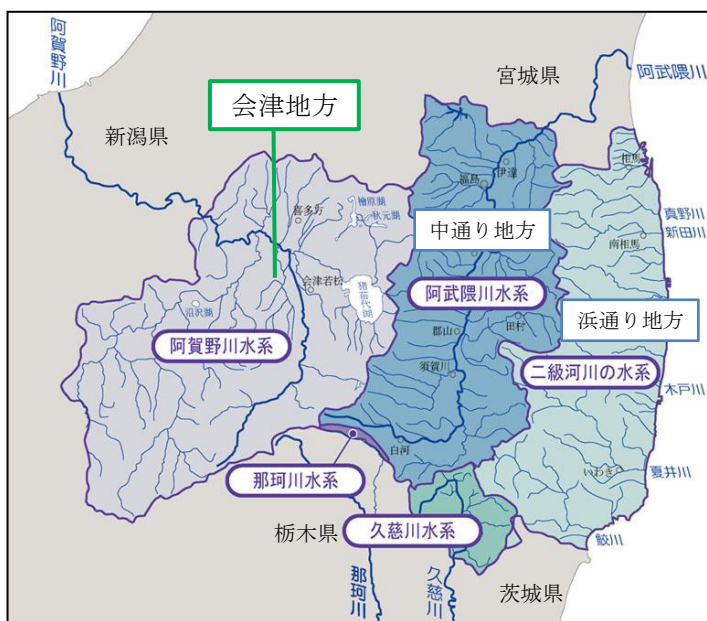 阿賀野川
宮城県
阿武隈川
会津地方
新潟県
相馬
伊達
福島
桧原湖
秋元湖
喜多方
真野川
新田川
中通り地方
南相馬
会津若松
猪苗代湖
阿武隈川水系
沼沢湖
浜通り地方
田村
郡山
阿賀野川水系
須賀川
二級河川の水系
木戸川
白河
那珂川水系
いわき
夏井川
栃木県
久慈川水系
鮫川
那珂川
久慈川
茨城県